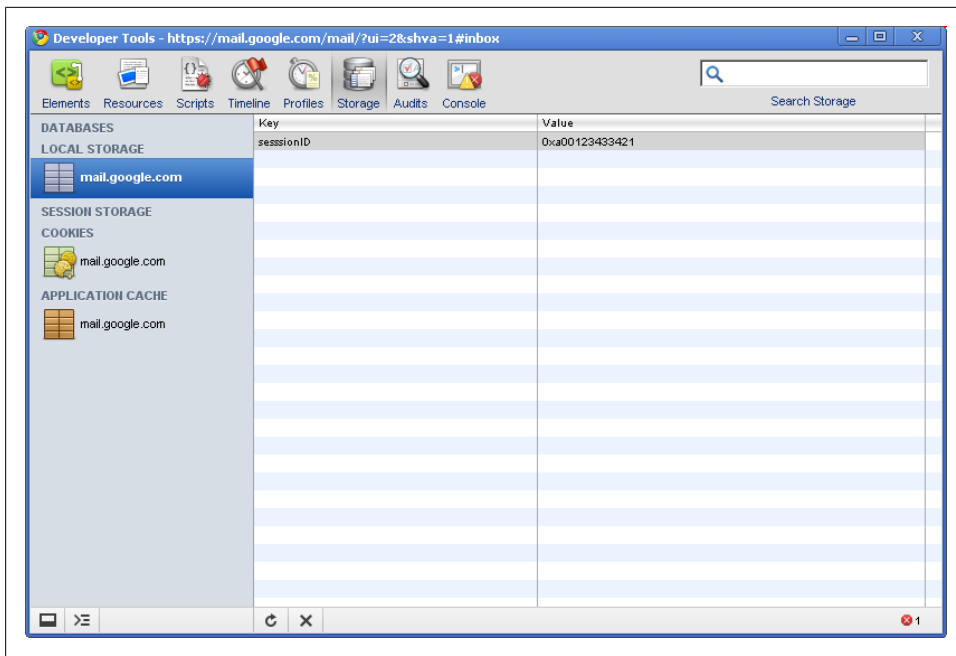 Developer Tools - https://mail.google.com/mail/?ui=2&shva=1#inbox
Elements Resources Scripts Timeline Profiles Storage Audits Console Search Storage
DATABASES
LOCAL STORAGE
mail.google.com
SESSION STORAGE
COOKIES
mail.google.com
APPLICATION CACHE
mail.google.com
Key Value
sesssionID 0xa00123433421
1